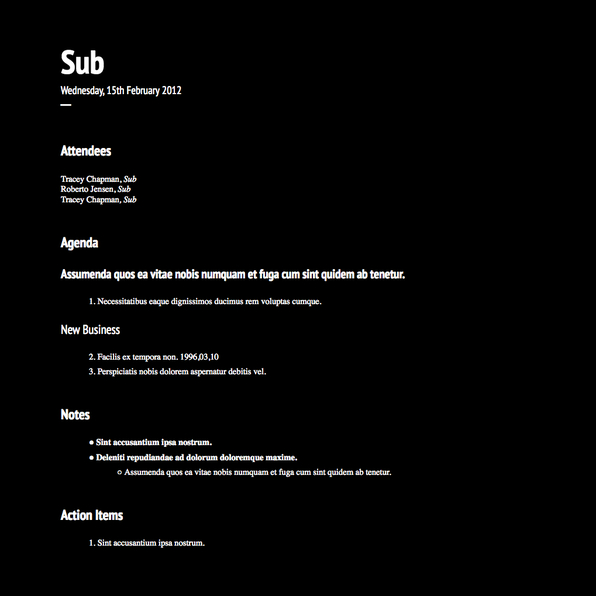 Sub
Wednesday, 15th February 2012
Attendees
Tracey Chapman, Sub
Roberto Jensen, Sub
Tracey Chapman, Sub
Agenda
Assumenda quos ea vitae nobis numquam et fuga cum sint quidem ab tenetur.
1. Necessitatibus eaque dignissimos ducimus rem voluptas cumque.
New Business
2. Facilis ex tempora non. 1996,03,10
3. Perspiciatis nobis dolorem aspernatur debitis vel.
Notes
● Sint accusantium ipsa nostrum.
● Deleniti repudiandae ad dolorum doloremque maxime.
○ Assumenda quos ea vitae nobis numquam et fuga cum sint quidem ab tenetur.
Action Items
1. Sint accusantium ipsa nostrum.